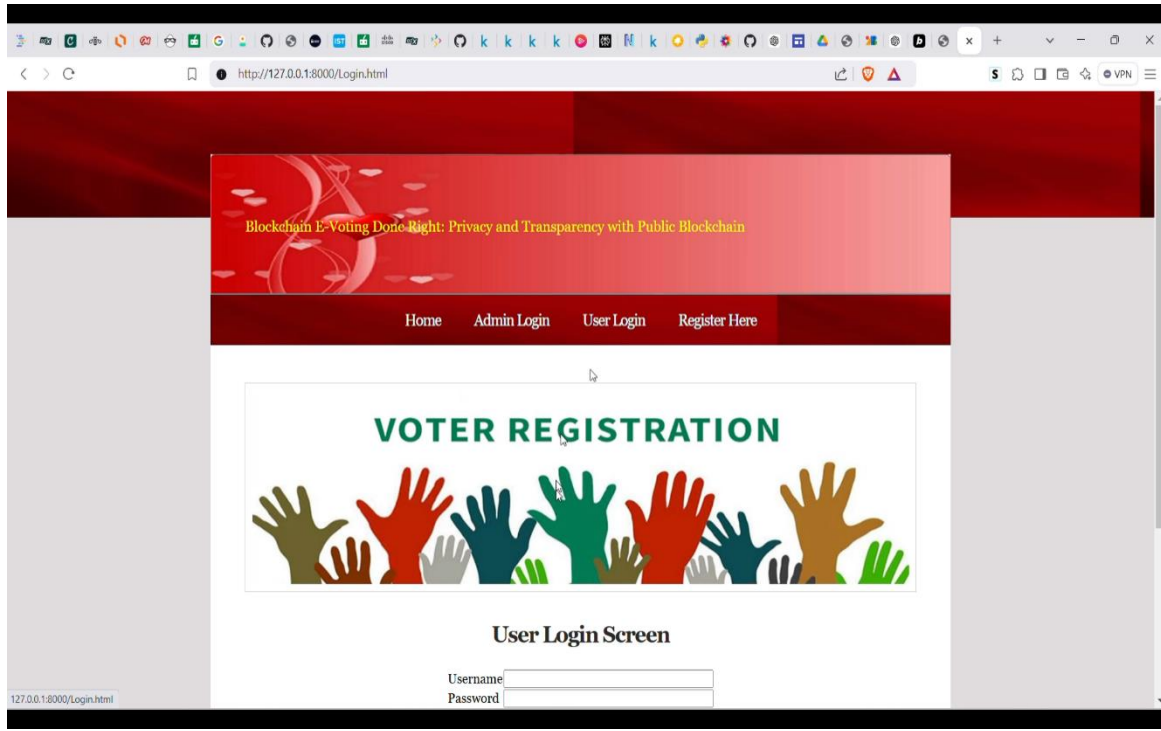 http://127.0.0.1:8000/Login.html
VPN
Blockchain E-Voting Done Right: Privacy and Transparency with Public Blockchain
Home Admin Login User Login Register Here
VOTER REGISTRATION
User Login Screen
Username
Password
127.0.0.1:8000/Login.html